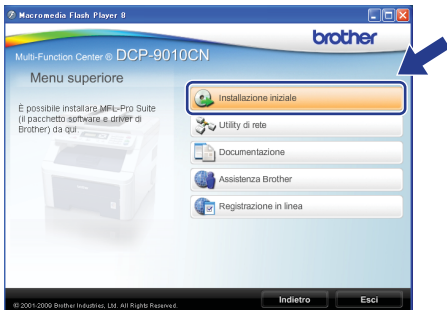 Macromedia Flash Player 8
brother
Multi-Function Center ® DCP-9010CN
Menu superiore
È possibile installare MFL-Pro Suite
(il pacchetto software e driver di
Brother) da qui
Installazione iniziale
Utility di rete
Documentazione
Assistenza Brother
Registrazione in linea
Indietro
Esci
© 2001-2009 Brother Industries, Ltd. All Rights Reserved.